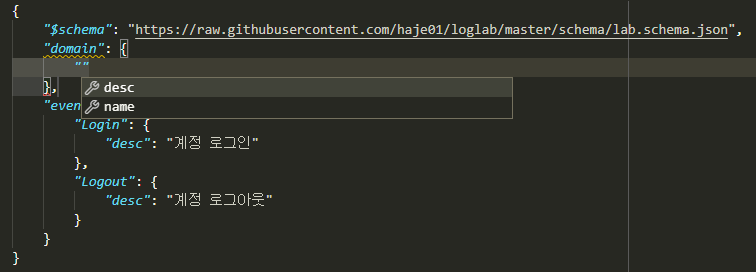 {
"$schema": "https://raw.githubusercontent.com/haje01/loglab/master/schema/lab.schema.json",
"domain": {
""
desc
},
name
"even
"Login": {
"desc": "계정 로그인"
},
"Logout": {
"desc": "계정 로그아웃"
}
}
}